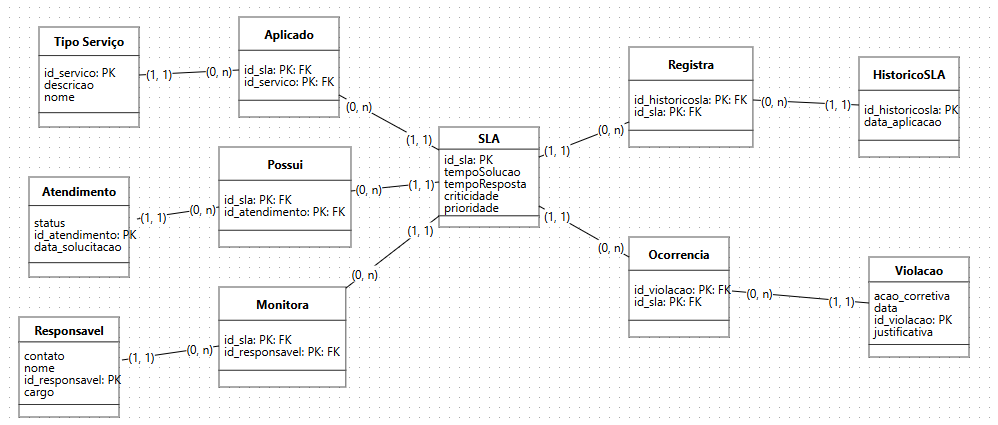 Tipo Serviço
id_servico: PK
descricao
nome
(1, 1)
(0, n)
Aplicado
id_sla: PK: FK
id_servico: PK: FK
(0, n)
(1, 1)
Atendimento
status
id_atendimento: PK
data_solucitacao
(1, 1)
(0, n)
Possui
id_sla: PK: FK
id_atendimento: PK: FK
(0, n)
(1, 1)
Responsavel
contato
nome
id_responsavel: PK
cargo
(1, 1)
(0, n)
Monitora
id_sla: PK: FK
id_responsavel: PK: FK
(0, n)
(1, 1)
SLA
id_sla: PK
tempoSolucao
tempoResposta
criticidade
prioridade
(1, 1)
(0, n)
Registra
id_historicosla: PK: FK
id_sla: PK: FK
(0, n)
(1, 1)
HistoricoSLA
id_historicosla: PK
data_aplicacao
(1, 1)
(0, n)
Ocorrencia
id_violacao: PK: FK
id_sla: PK: FK
(0, n)
(1, 1)
Violacao
acao_corretiva
data
id_violacao: PK
justificativa